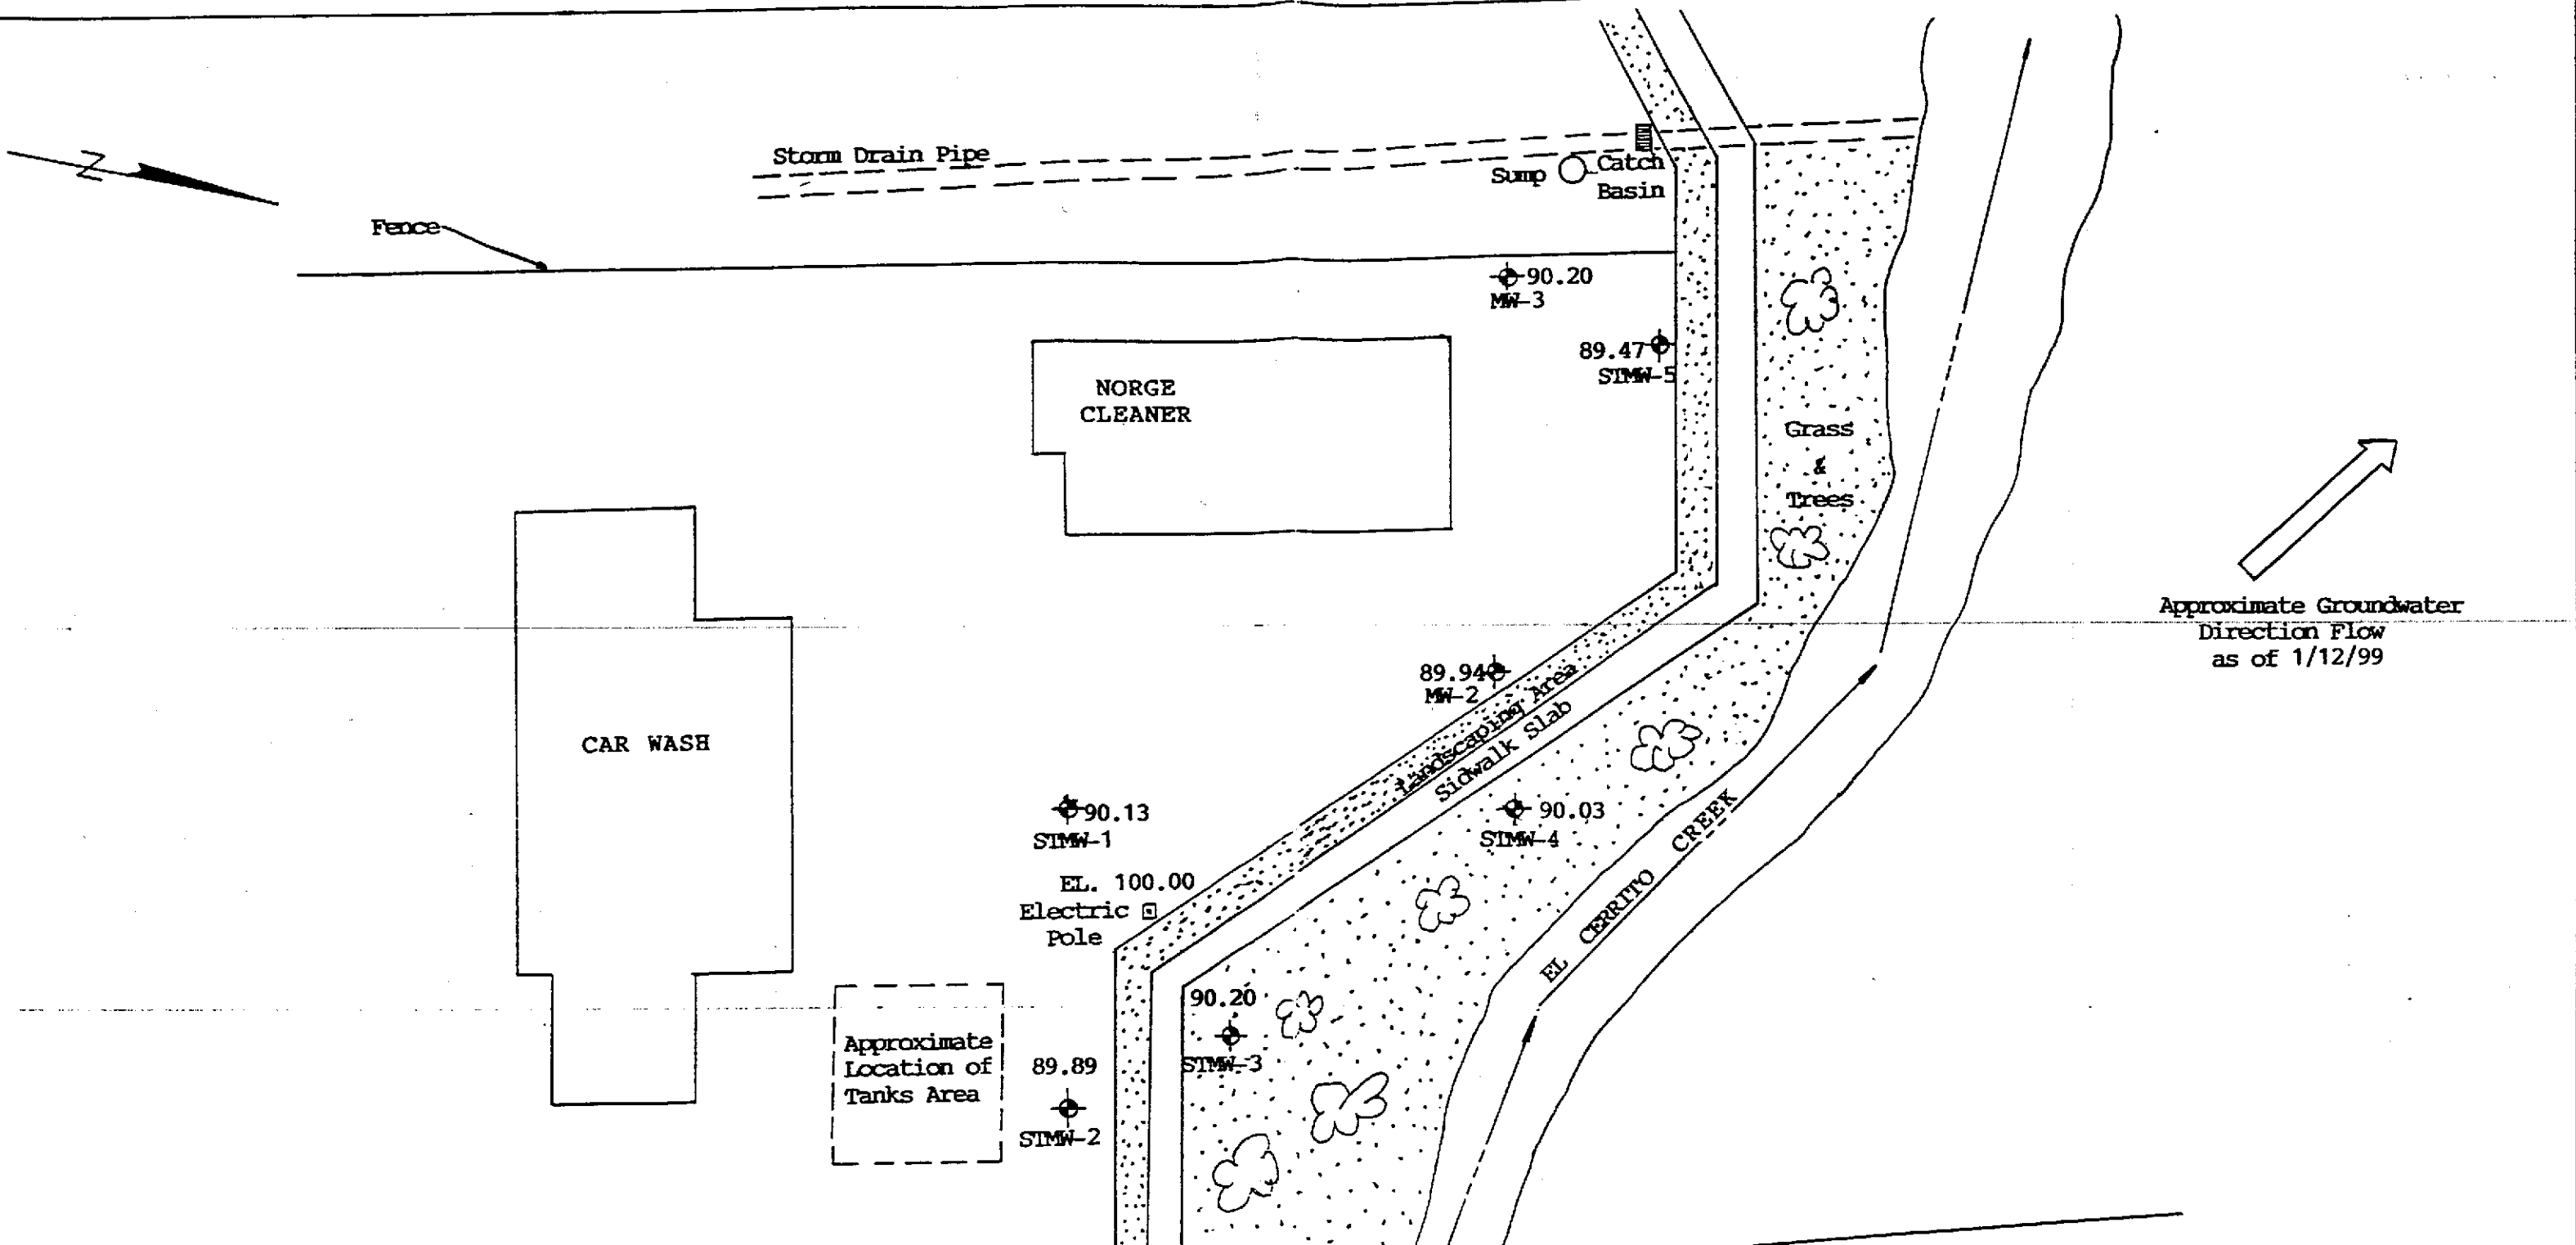 Storm Drain Pipe
Z
Sump
Catch
Basin
Fence
90.20
MW-3
89.47
STMW-5
NORGE
CLEANER
Grass
&
Trees
Approximate Groundwater
Direction Flow
as of 1/12/99
89.94
MW-2
Landscaping Area
Sidwalk Slab
CAR WASH
90.13
STMW-1
90.03
STMW-4
EL CERRITO CREEK
EL. 100.00
Electric
Pole
90.20
STMW-3
Approximate
Location of
Tanks Area
89.89
STMW-2